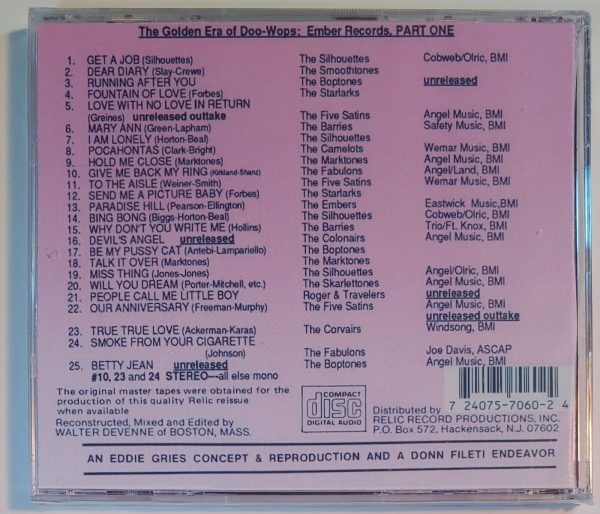 The Golden Era of Doo-Wops: Ember Records, PART ONE
1. GET A JOB (Silhouettes) The Silhouettes Cobweb/Olric, BMI
2. DEAR DIARY (Slay-Crewe) The Smoothtones
3. RUNNING AFTER YOU The Boptones unreleased
4. FOUNTAIN OF LOVE (Forbes) The Starlarks
5. LOVE WITH NO LOVE IN RETURN
(Greines) unreleased outtake The Five Satins Angel Music, BMI
6. MARY ANN (Green-Lapham) The Barries Safety Music, BMI
7. I AM LONELY (Horton-Beal) The Silhouettes
8. POCAHONTAS (Clark-Bright) The Camelots Wemar Music, BMI
9. HOLD ME CLOSE (Marktones) The Marktones Angel Music, BMI
10. GIVE ME BACK MY RING (Kirkland-Shanz) The Fabulons Angel/Land, BMI
11. TO THE AISLE (Weiner-Smith) The Five Satins Wemar Music, BMI
12. SEND ME A PICTURE BABY (Forbes) The Starlarks
13. PARADISE HILL (Pearson-Ellington) The Embers Eastwick Music,BMI
14. BING BONG (Biggs-Horton-Beal) The Silhouettes Cobweb/Olric, BMI
15. WHY DON'T YOU WRITE ME (Hollins) The Barries Trio/Ft. Knox, BMI
16. DEVIL'S ANGEL unreleased The Colonairs Angel Music, BMI
17. BE MY PUSSY CAT (Antebi-Lampariello) The Boptones
18. TALK IT OVER (Marktones) The Marktones
19. MISS THING (Jones-Jones) The Silhouettes Angel/Olric, BMI
20. WILL YOU DREAM (Porter-Mitchell, etc.) The Skarlettones Angel Music, BMI
21. PEOPLE CALL ME LITTLE BOY Roger & Travelers unreleased
22. OUR ANNIVERSARY (Freeman-Murphy) The Five Satins Angel Music, BMI
unreleased outtake
23. TRUE TRUE LOVE (Ackerman-Karas) The Corvairs Windsong, BMI
24. SMOKE FROM YOUR CIGARETTE
(Johnson) The Fabulons Joe Davis, ASCAP
25. BETTY JEAN unreleased The Boptones Angel Music, BMI
#10, 23 and 24 STEREO---all else mono
The original master tapes were obtained for the
production of this quality Relic reissue
when available.
Reconstructed, Mixed and Edited by
WALTER DEVENNE of BOSTON, MASS.
COMPACT
disc
DIGITAL AUDIO
7 24075-7060-2 4
Distributed by
RELIC RECORD PRODUCTIONS, INC.
P.O. Box 572, Hackensack, N.J. 07602
AN EDDIE GRIES CONCEPT & REPRODUCTION AND A DONN FILETI ENDEAVOR